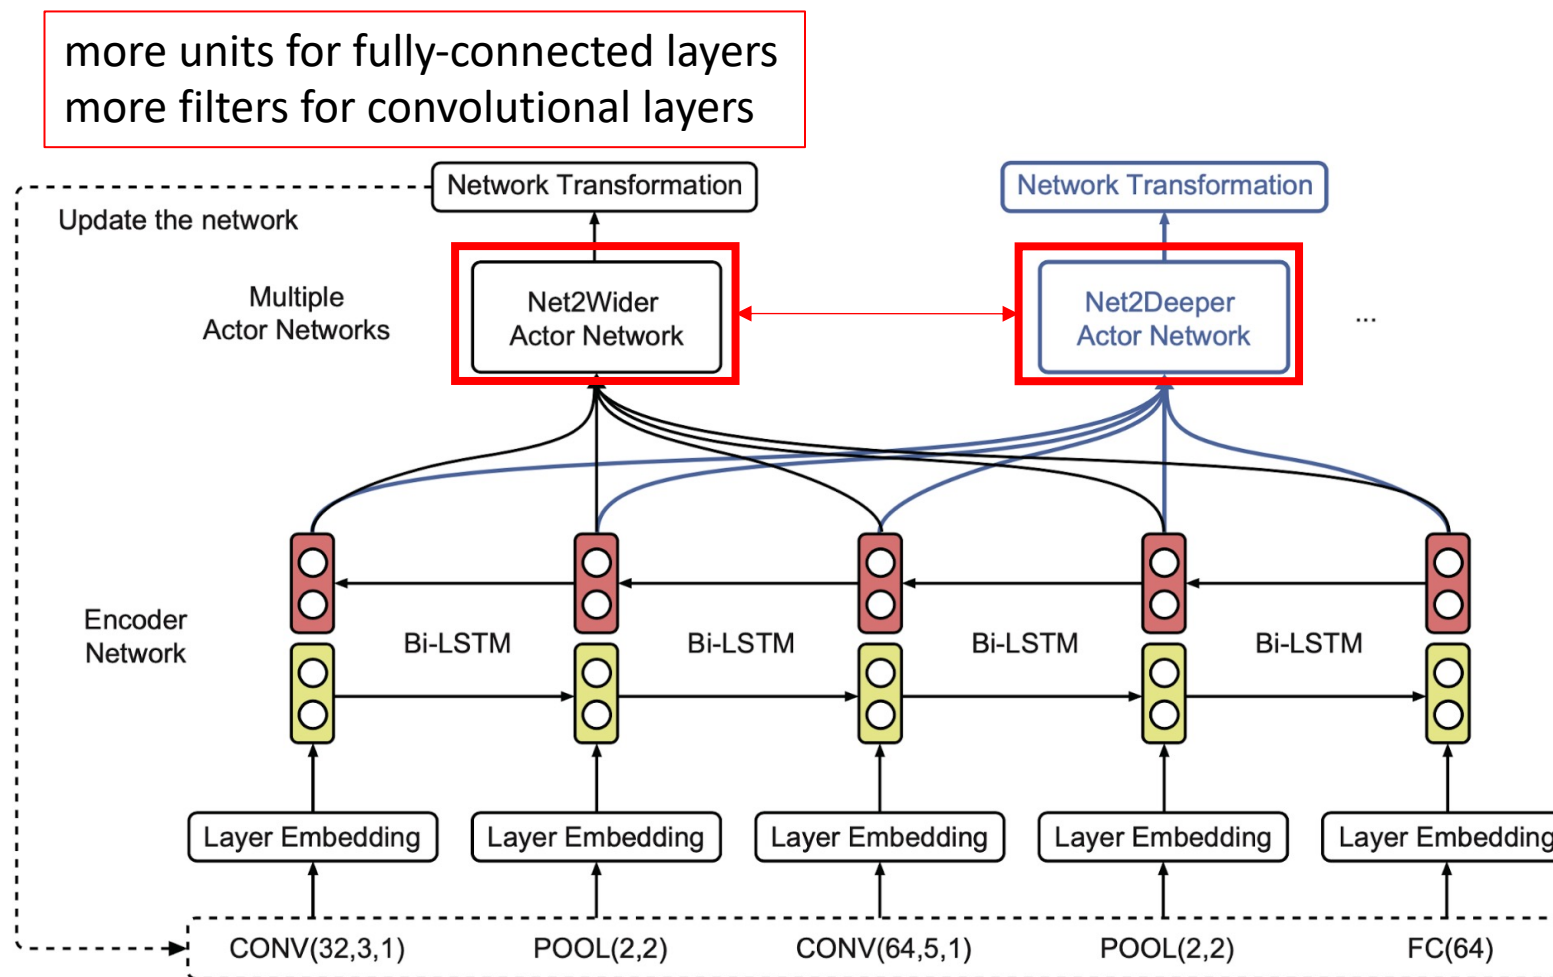 more units for fully-connected layers
more filters for convolutional layers
Network Transformation
Network Transformation
Update the network
Multiple
Actor Networks
Net2Wider
Actor Network
Net2Deeper
Actor Network
...
Encoder
Network
Bi-LSTM
Bi-LSTM
Bi-LSTM
Bi-LSTM
Layer Embedding
Layer Embedding
Layer Embedding
Layer Embedding
Layer Embedding
CONV(32,3,1)
POOL(2,2)
CONV(64,5,1)
POOL(2,2)
FC(64)